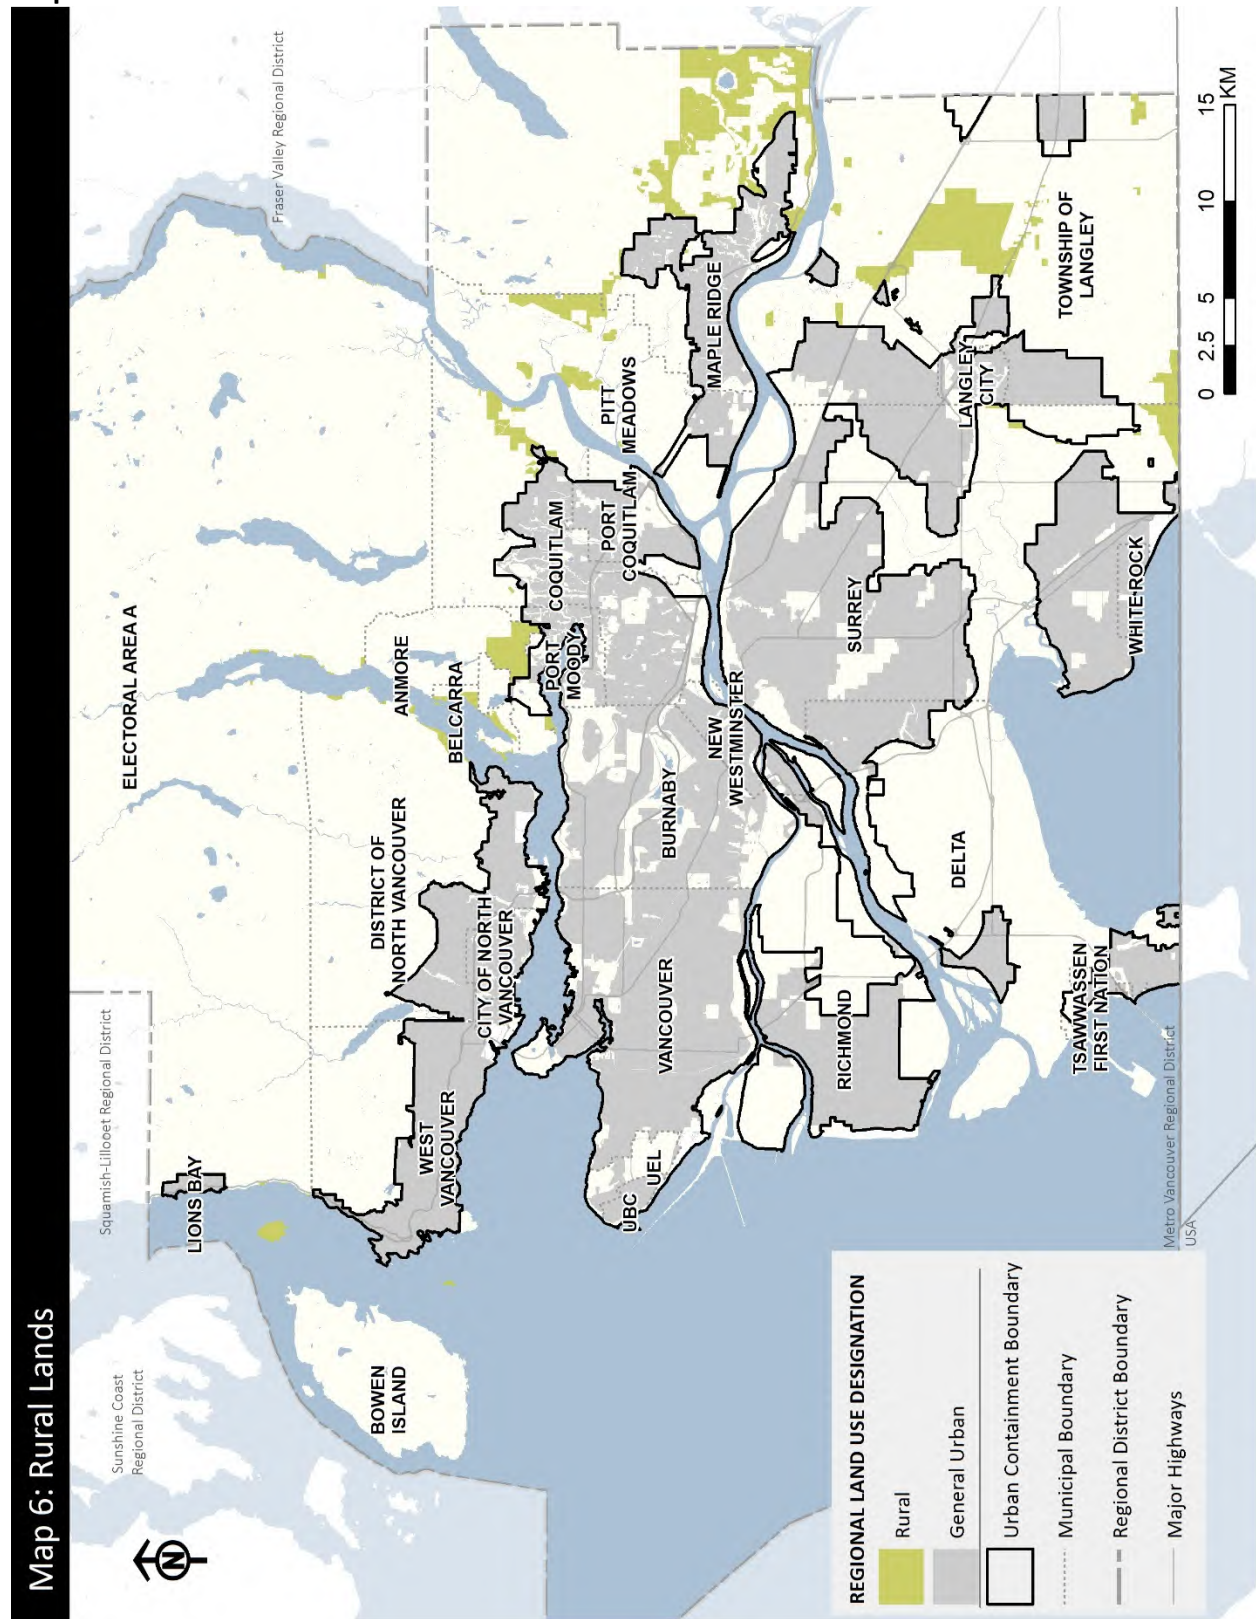 Map 6: Rural Lands
Sunshine Coast
Regional District
Squamish-Lillooet Regional District
Fraser Valley Regional District
ELECTORAL AREA A
LIONS BAY
BOWEN
ISLAND
WEST
VANCOUVER
DISTRICT OF
NORTH VANCOUVER
CITY OF NORTH
VANCOUVER
ANMORE
BELCARRA
PORT
MOODY
COQUITLAM
PORT
COQUITLAM
PITT
MEADOWS
MAPLE RIDGE
UBC
UEL
VANCOUVER
BURNABY
NEW
WESTMINSTER
RICHMOND
SURREY
DELTA
LANGLEY
CITY
TOWNSHIP OF
LANGLEY
WHITE ROCK
TSAWWASSEN
FIRST NATION
Metro Vancouver Regional District
USA
REGIONAL LAND USE DESIGNATION
Rural
General Urban
Urban Containment Boundary
Municipal Boundary
Regional District Boundary
Major Highways
N
0 2.5 5 10 15
KM